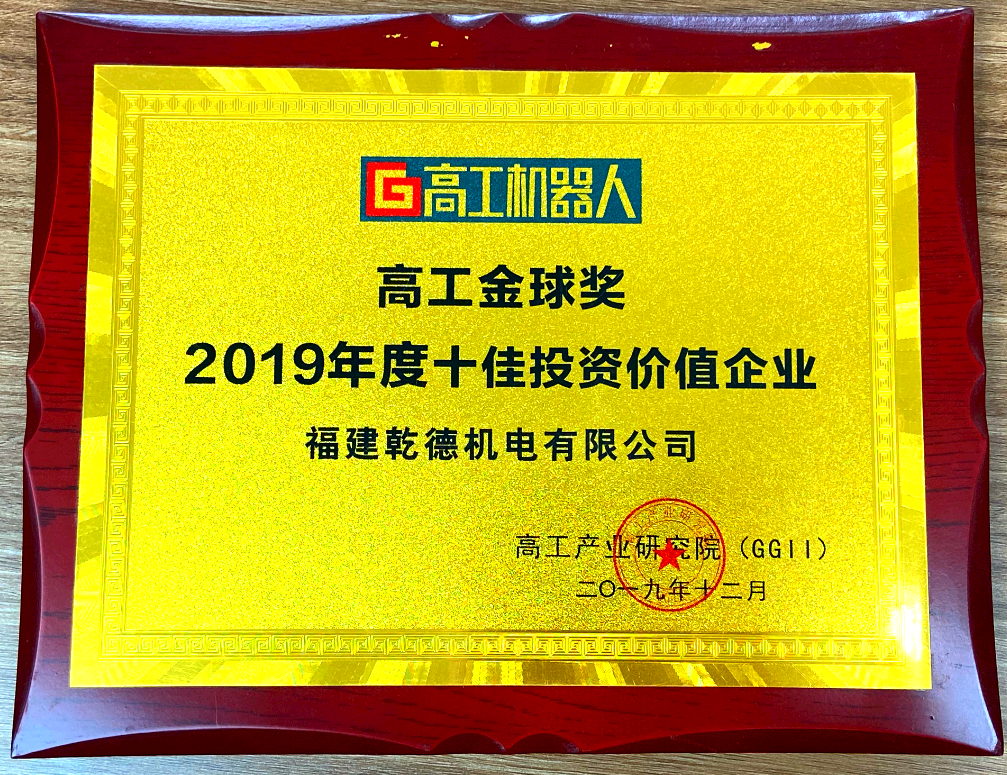 G高工机器人
高工金球奖
2019年度十佳投资价值企业
福建乾德机电有限公司
高工产业研究院（GGII）
二〇一九年十二月